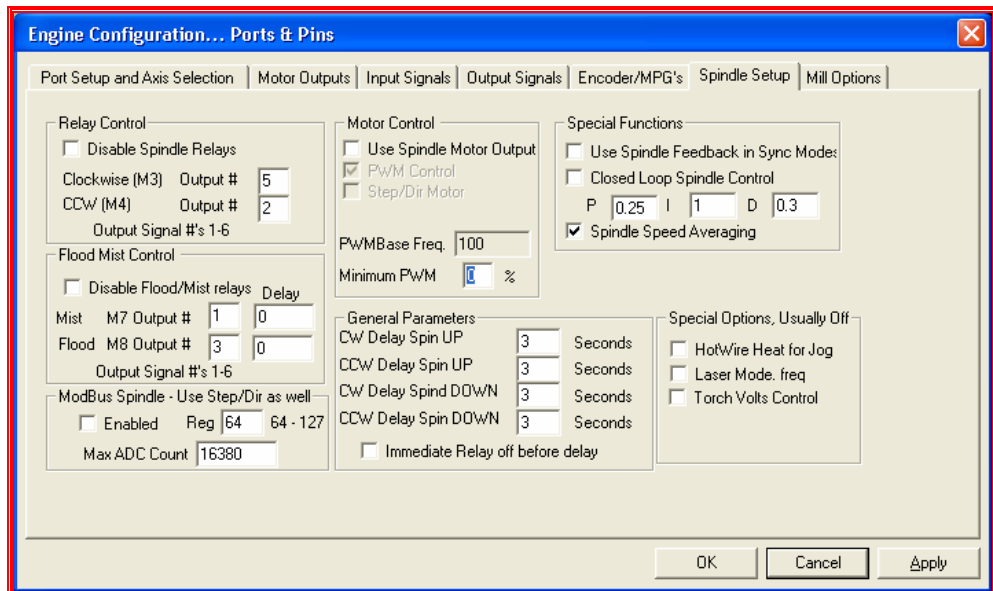 Engine Configuration... Ports & Pins
Port Setup and Axis Selection
Motor Outputs
Input Signals
Output Signals
Encoder/MPG's
Spindle Setup
Mill Options
Relay Control
Disable Spindle Relays
Clockwise (M3) Output # 5
CCW (M4) Output # 2
Output Signal #'s 1-6
Flood Mist Control
Disable Flood/Mist relays Delay
Mist M7 Output # 1 0
Flood M8 Output # 3 0
Output Signal #'s 1-6
ModBus Spindle - Use Step/Dir as well
Enabled Reg 64 64 - 127
Max ADC Count 16380
Motor Control
Use Spindle Motor Output
PWM Control
Step/Dir Motor
PWMBase Freq. 100
Minimum PWM 0 %
General Parameters
CW Delay Spin UP 3 Seconds
CCW Delay Spin UP 3 Seconds
CW Delay Spind DOWN 3 Seconds
CCW Delay Spin DOWN 3 Seconds
Immediate Relay off before delay
Special Functions
Use Spindle Feedback in Sync Modes
Closed Loop Spindle Control
P 0.25 I 1 D 0.3
Spindle Speed Averaging
Special Options, Usually Off
HotWire Heat for Jog
Laser Mode. freq
Torch Volts Control
OK
Cancel
Apply